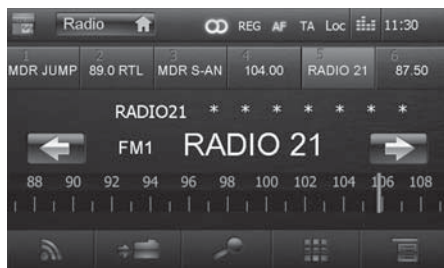 Radio REG AF TA Loc 11:30
1 2 3 4 5 6
MDR JUMP 89.0 RTL MDR S-AN 104.00 RADIO 21 87.50
RADIO21 * * * * * * *
FM1 RADIO 21
88 90 92 94 96 98 100 102 104 106 108